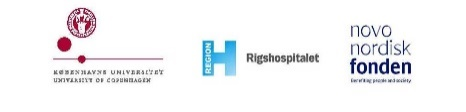 KØBENHAVNS UNIVERSITET
UNIVERSITY OF COPENHAGEN
REGION
H
Rigshospitalet
novo
nordisk
fonden
Benefiting people and society